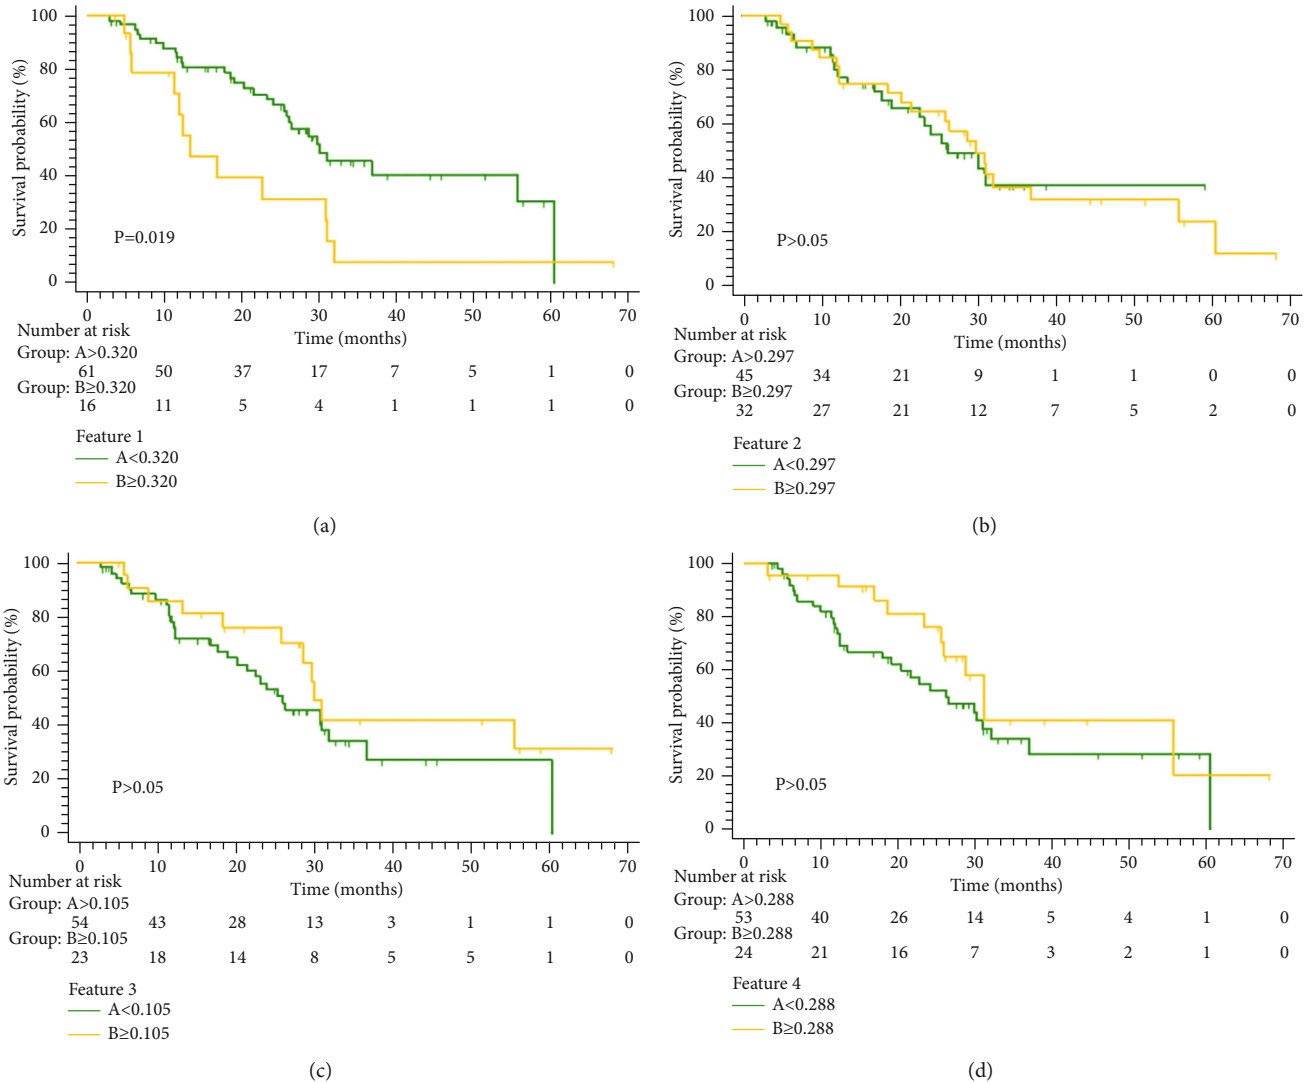 100
80
60
40
20
0
Survival probability (%)
P=0.019
0 10 20 30 40 50 60 70
Time (months)
Number at risk
Group: A>0.320
61 50 37 17 7 5 1 0
Group: B≥0.320
16 11 5 4 1 1 1 0
Feature 1
A<0.320
B≥0.320
(a)
100
80
60
40
20
0
Survival probability (%)
P>0.05
0 10 20 30 40 50 60 70
Time (months)
Number at risk
Group: A>0.297
45 34 21 9 1 1 0 0
Group: B≥0.297
32 27 21 12 7 5 2 0
Feature 2
A<0.297
B≥0.297
(b)
100
80
60
40
20
0
Survival probability (%)
P>0.05
0 10 20 30 40 50 60 70
Time (months)
Number at risk
Group: A>0.105
54 43 28 13 3 1 1 0
Group: B≥0.105
23 18 14 8 5 5 1 0
Feature 3
A<0.105
B≥0.105
(c)
100
80
60
40
20
0
Survival probability (%)
P>0.05
0 10 20 30 40 50 60 70
Time (months)
Number at risk
Group: A>0.288
53 40 26 14 5 4 1 0
Group: B≥0.288
24 21 16 7 3 2 1 0
Feature 4
A<0.288
B≥0.288
(d)